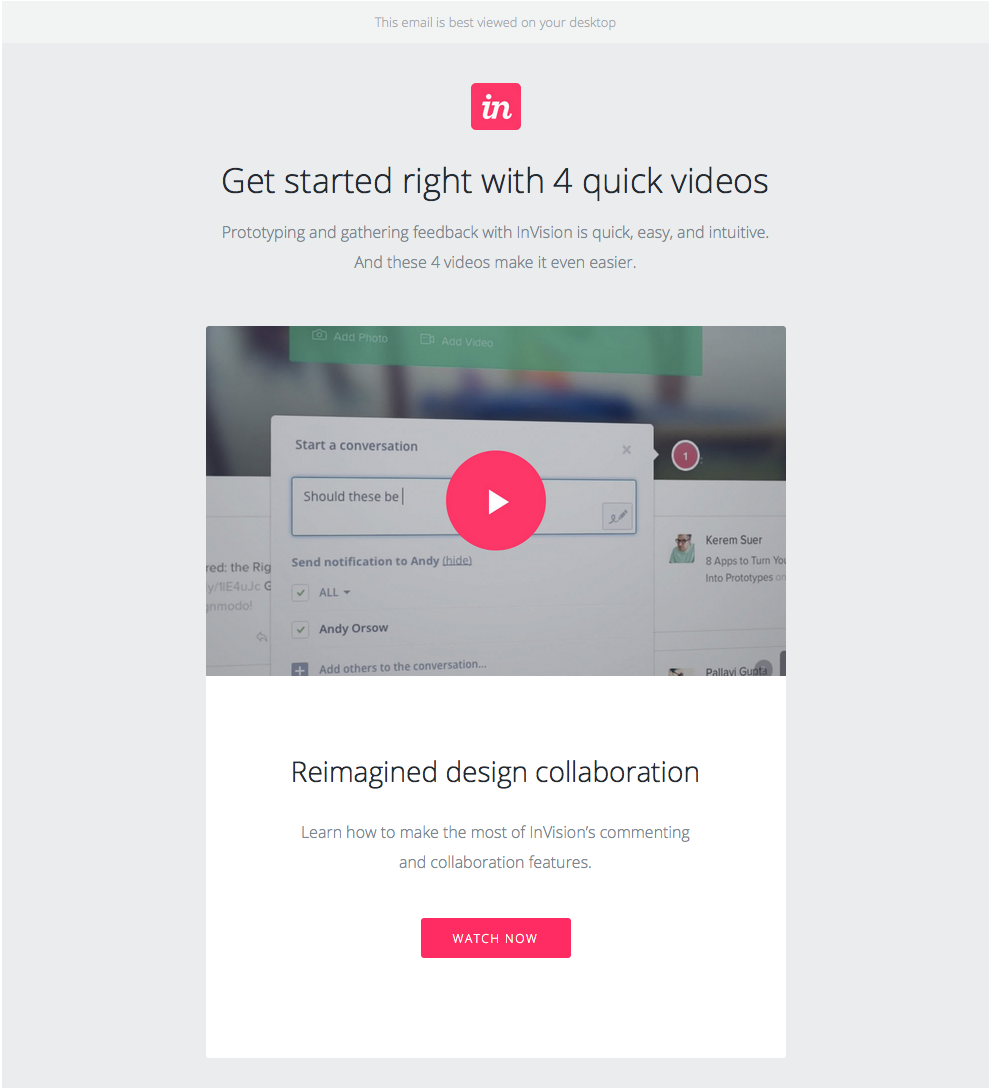 This email is best viewed on your desktop
in
Get started right with 4 quick videos
Prototyping and gathering feedback with InVision is quick, easy, and intuitive.
And these 4 videos make it even easier.
Add Photo
Add Video
Start a conversation
1
Should these be
Send notification to Andy (hide)
ALL
Andy Orsow
Add others to the conversation...
red: the Rig
y/1lE4uJc G
gnmodo!
Kerem Suer
8 Apps to Turn You
Into Prototypes on
Pallavi Gupta
Reimagined design collaboration
Learn how to make the most of InVision’s commenting
and collaboration features.
WATCH NOW